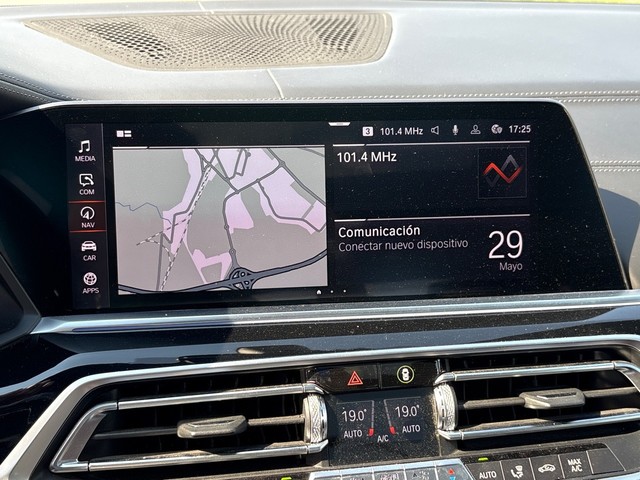 3 101.4 MHz 17:25
MEDIA
COM
NAV
CAR
APPS
101.4 MHz
Comunicación
Conectar nuevo dispositivo
29
Mayo
19.0° 19.0°
AUTO AUTO
A/C
AUTO
MAX
A/C